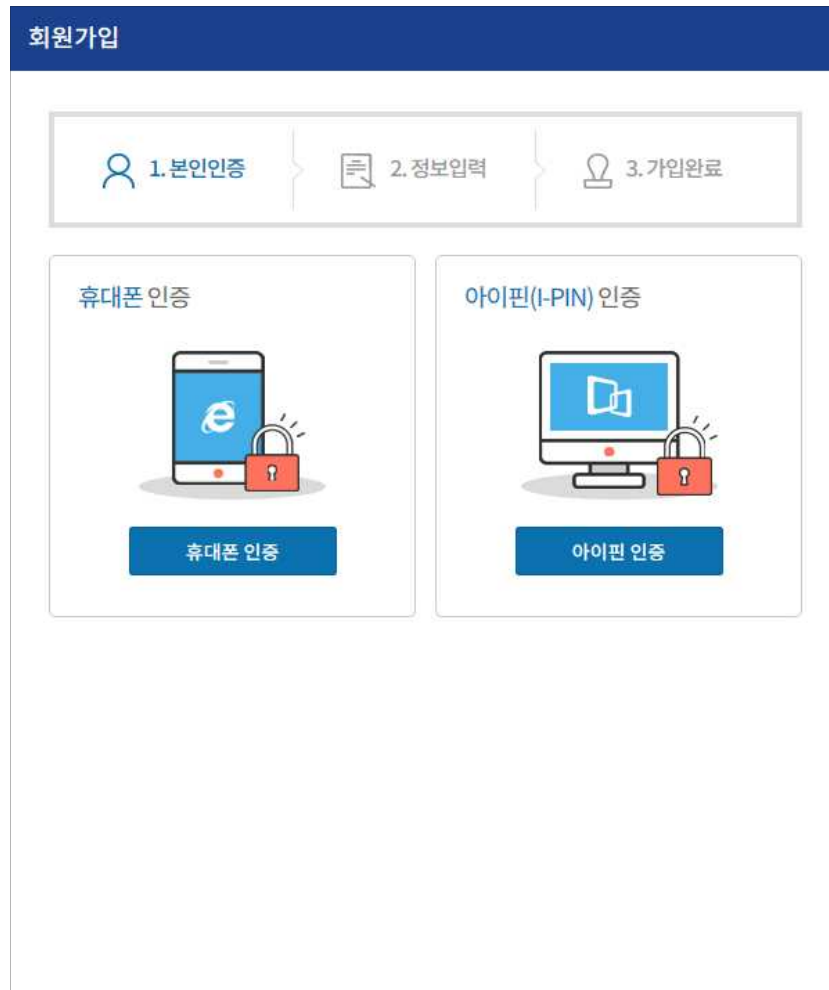 회원가입
1. 본인인증
2. 정보입력
3. 가입완료
휴대폰 인증
아이핀(I-PIN) 인증
휴대폰 인증
아이핀 인증